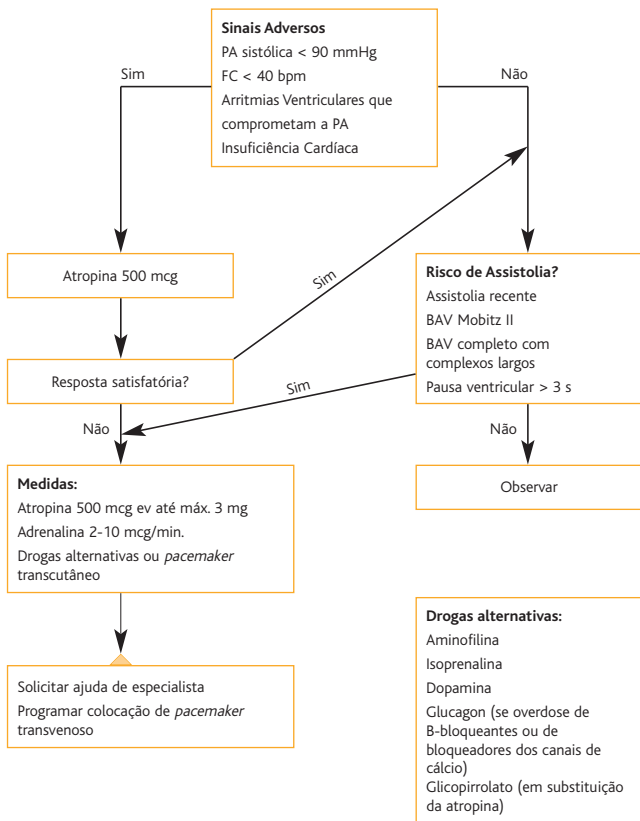 Sinais Adversos
PA sistólica < 90 mmHg
FC < 40 bpm
Arritmias Ventriculares que
comprometam a PA
Insuficiência Cardíaca
Sim
Não
Atropina 500 mcg
Sim
Risco de Assistolia?
Assistolia recente
BAV Mobitz II
BAV completo com
complexos largos
Pausa ventricular > 3 s
Resposta satisfatória?
Sim
Não
Não
Medidas:
Atropina 500 mcg ev até máx. 3 mg
Adrenalina 2-10 mcg/min.
Drogas alternativas ou pacemaker
transcutâneo
Observar
Solicitar ajuda de especialista
Programar colocação de pacemaker
transvenoso
Drogas alternativas:
Aminofilina
Isoprenalina
Dopamina
Glucagon (se overdose de
B-bloqueantes ou de
bloqueadores dos canais de
cálcio)
Glicopirrolato (em substituição
da atropina)